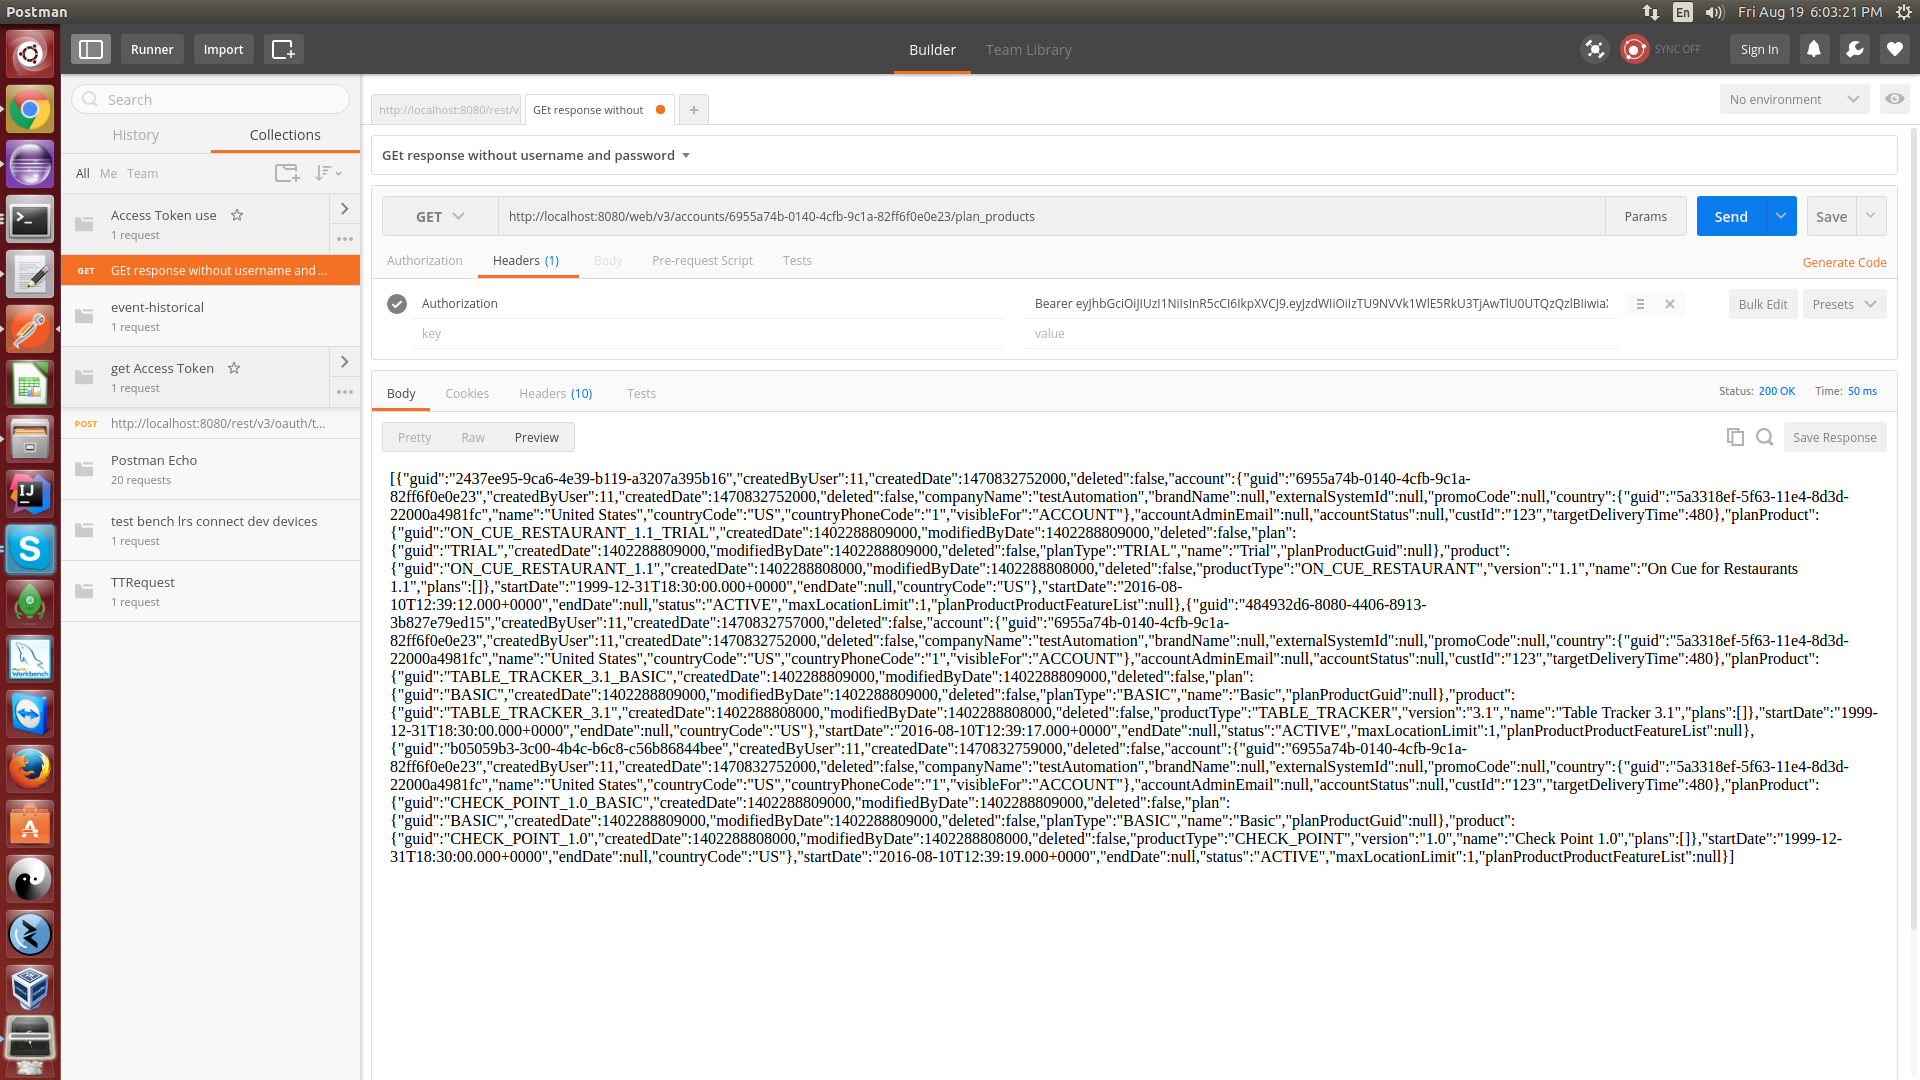 Postman
En
Fri Aug 19 6:03:21 PM
Runner
Import
Builder
Team Library
SYNC OFF
Sign In
Search
History
Collections
All Me Team
Access Token use
1 request
GET GEt response without username and ...
event-historical
1 request
get Access Token
1 request
POST http://localhost:8080/rest/v3/oauth/t...
Postman Echo
20 requests
test bench lrs connect dev devices
1 request
TTRequest
1 request
http://localhost:8080/rest/v
GEt response without
+
No environment
GEt response without username and password
GET
http://localhost:8080/web/v3/accounts/6955a74b-0140-4cfb-9c1a-82ff6f0e0e23/plan_products
Params
Send
Save
Authorization
Headers (1)
Body
Pre-request Script
Tests
Generate Code
Authorization
Bulk Edit
Presets
Bearer
key
value
Body
Cookies
Headers (10)
Tests
Status: 200 OK
Time: 50 ms
Pretty
Raw
Preview
Save Response
[{"guid":"2437ee95-9ca6-4e39-b119-a3207a395b16","createdByUser":11,"createdDate":1470832752000,"deleted":false,"account":{"guid":"6955a74b-0140-4cfb-9c1a-
82ff6f0e0e23","createdByUser":11,"createdDate":1470832752000,"deleted":false,"companyName":"testAutomation","brandName":null,"externalSystemId":null,"promoCode":null,"country":{"guid":"5a3318ef-5f63-11e4-8d3d-
22000a4981fc","name":"United States","countryCode":"US","countryPhoneCode":"1","visibleFor":"ACCOUNT"},"accountAdminEmail":null,"accountStatus":null,"custId":"123","targetDeliveryTime":480},"planProduct":
{"guid":"ON_CUE_RESTAURANT_1.1_TRIAL","createdDate":1402288809000,"modifiedByDate":1402288809000,"deleted":false,"plan":
{"guid":"TRIAL","createdDate":1402288809000,"modifiedByDate":1402288809000,"deleted":false,"planType":"TRIAL","name":"Trial","planProductGuid":null},"product":
{"guid":"ON_CUE_RESTAURANT_1.1","createdDate":1402288808000,"modifiedByDate":1402288808000,"deleted":false,"productType":"ON_CUE_RESTAURANT","version":"1.1","name":"On Cue for Restaurants
1.1","plans":[]},"startDate":"1999-12-31T18:30:00.000+0000","endDate":null,"countryCode":"US"},"startDate":"2016-08-
10T12:39:12.000+0000","endDate":null,"status":"ACTIVE","maxLocationLimit":1,"planProductProductFeatureList":null},{"guid":"484932d6-8080-4406-8913-
3b827e79ed15","createdByUser":11,"createdDate":1470832757000,"deleted":false,"account":{"guid":"6955a74b-0140-4cfb-9c1a-
82ff6f0e0e23","createdByUser":11,"createdDate":1470832752000,"deleted":false,"companyName":"testAutomation","brandName":null,"externalSystemId":null,"promoCode":null,"country":{"guid":"5a3318ef-5f63-11e4-8d3d-
22000a4981fc","name":"United States","countryCode":"US","countryPhoneCode":"1","visibleFor":"ACCOUNT"},"accountAdminEmail":null,"accountStatus":null,"custId":"123","targetDeliveryTime":480},"planProduct":
{"guid":"TABLE_TRACKER_3.1_BASIC","createdDate":1402288809000,"modifiedByDate":1402288809000,"deleted":false,"plan":
{"guid":"BASIC","createdDate":1402288809000,"modifiedByDate":1402288809000,"deleted":false,"planType":"BASIC","name":"Basic","planProductGuid":null},"product":
{"guid":"TABLE_TRACKER_3.1","createdDate":1402288808000,"modifiedByDate":1402288808000,"deleted":false,"productType":"TABLE_TRACKER","version":"3.1","name":"Table Tracker 3.1","plans":[]},"startDate":"1999-
12-31T18:30:00.000+0000","endDate":null,"countryCode":"US"},"startDate":"2016-08-10T12:39:17.000+0000","endDate":null,"status":"ACTIVE","maxLocationLimit":1,"planProductProductFeatureList":null},
{"guid":"b05059b3-3c00-4b4c-b6c8-c56b86844bee","createdByUser":11,"createdDate":1470832759000,"deleted":false,"account":{"guid":"6955a74b-0140-4cfb-9c1a-
82ff6f0e0e23","createdByUser":11,"createdDate":1470832752000,"deleted":false,"companyName":"testAutomation","brandName":null,"externalSystemId":null,"promoCode":null,"country":{"guid":"5a3318ef-5f63-11e4-8d3d-
22000a4981fc","name":"United States","countryCode":"US","countryPhoneCode":"1","visibleFor":"ACCOUNT"},"accountAdminEmail":null,"accountStatus":null,"custId":"123","targetDeliveryTime":480},"planProduct":
{"guid":"CHECK_POINT_1.0_BASIC","createdDate":1402288809000,"modifiedByDate":1402288809000,"deleted":false,"plan":
{"guid":"BASIC","createdDate":1402288809000,"modifiedByDate":1402288809000,"deleted":false,"planType":"BASIC","name":"Basic","planProductGuid":null},"product":
{"guid":"CHECK_POINT_1.0","createdDate":1402288808000,"modifiedByDate":1402288808000,"deleted":false,"productType":"CHECK_POINT","version":"1.0","name":"Check Point 1.0","plans":[]},"startDate":"1999-12-
31T18:30:00.000+0000","endDate":null,"countryCode":"US"},"startDate":"2016-08-10T12:39:19.000+0000","endDate":null,"status":"ACTIVE","maxLocationLimit":1,"planProductProductFeatureList":null}]